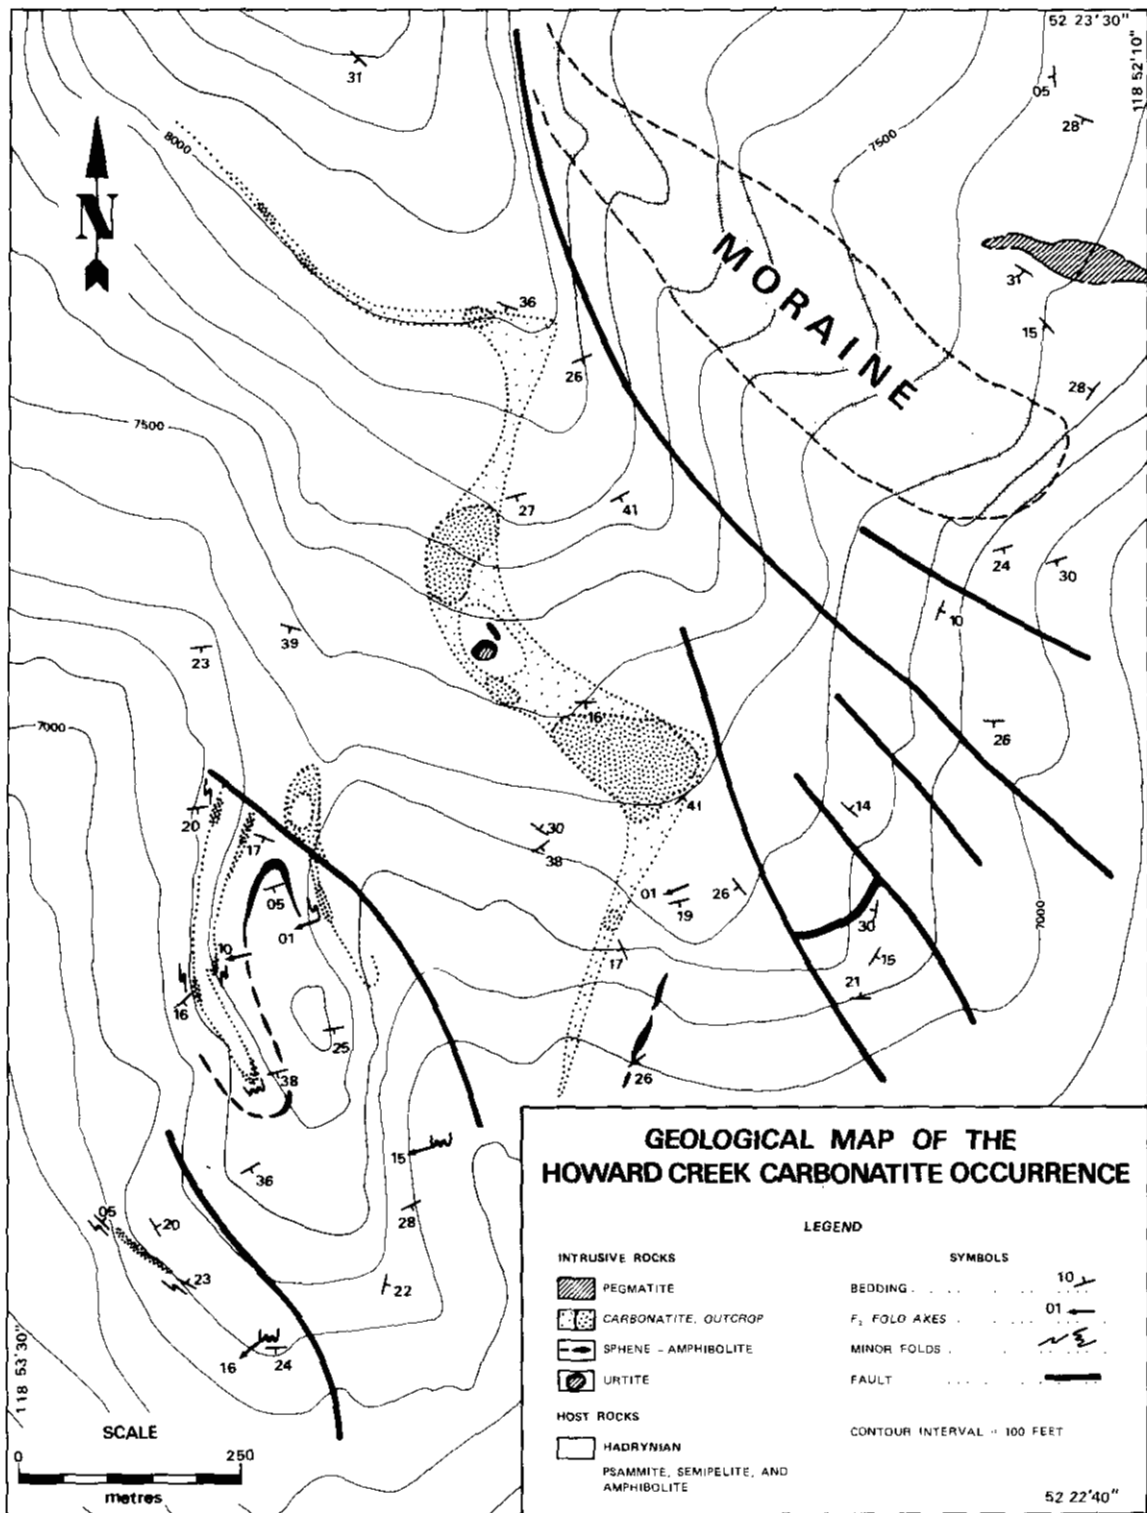 52 23'30"
118 52'10"
31
05
28
8000
7500
N
MORAINE
31
15
36
26
28
7500
27
41
24
30
10
39
23
16
7000
26
41
14
20
17
30
38
05
01
26
19
01
30
7000
10
17
15
16
21
25
38
26
15
36
05
20
28
23
22
16
24
118 53'30"
SCALE
0 250
metres
GEOLOGICAL MAP OF THE
HOWARD CREEK CARBONATITE OCCURRENCE
LEGEND
INTRUSIVE ROCKS
PEGMATITE
CARBONATITE, OUTCROP
SPHENE - AMPHIBOLITE
URTITE
HOST ROCKS
HADRYNIAN
PSAMMITE, SEMIPELITE, AND
AMPHIBOLITE
SYMBOLS
BEDDING . . . . . 10
F₂ FOLD AXES . . . . 01
MINOR FOLDS . . . .
FAULT . . . .
CONTOUR INTERVAL = 100 FEET
52 22'40"